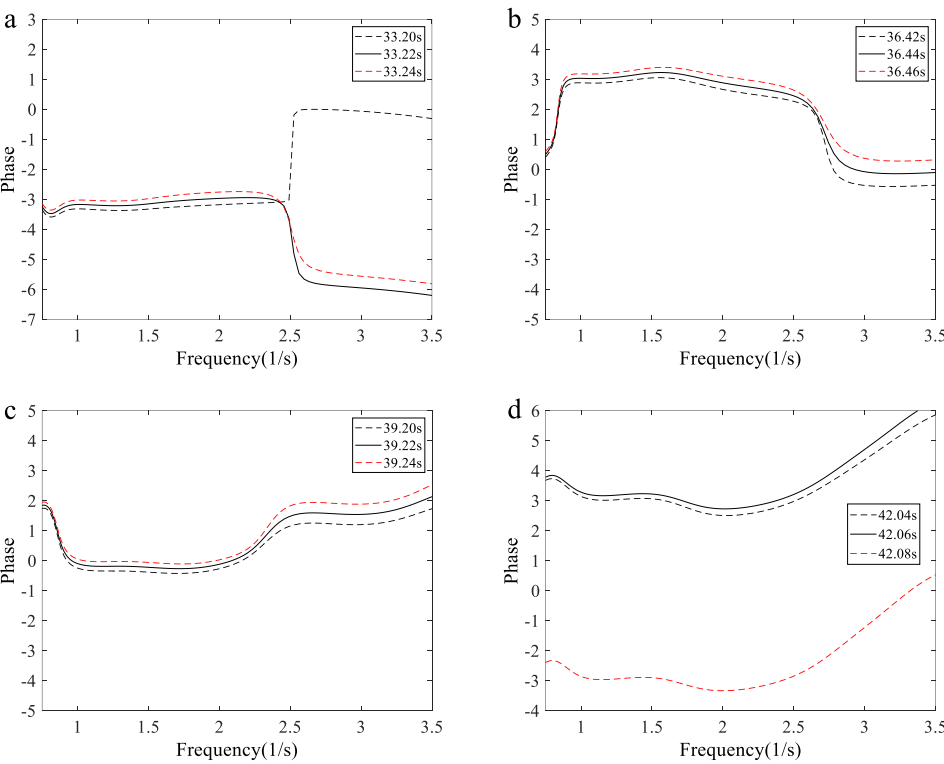 a
3
2
1
0
-1
-2
-3
-4
-5
-6
-7
Phase
33.20s
33.22s
33.24s
1 1.5 2 2.5 3 3.5
Frequency(1/s)
b
5
4
3
2
1
0
-1
-2
-3
-4
-5
Phase
36.42s
36.44s
36.46s
1 1.5 2 2.5 3 3.5
Frequency(1/s)
c
5
4
3
2
1
0
-1
-2
-3
-4
-5
Phase
39.20s
39.22s
39.24s
1 1.5 2 2.5 3 3.5
Frequency(1/s)
d
6
5
4
3
2
1
0
-1
-2
-3
-4
Phase
42.04s
42.06s
42.08s
1 1.5 2 2.5 3 3.5
Frequency(1/s)